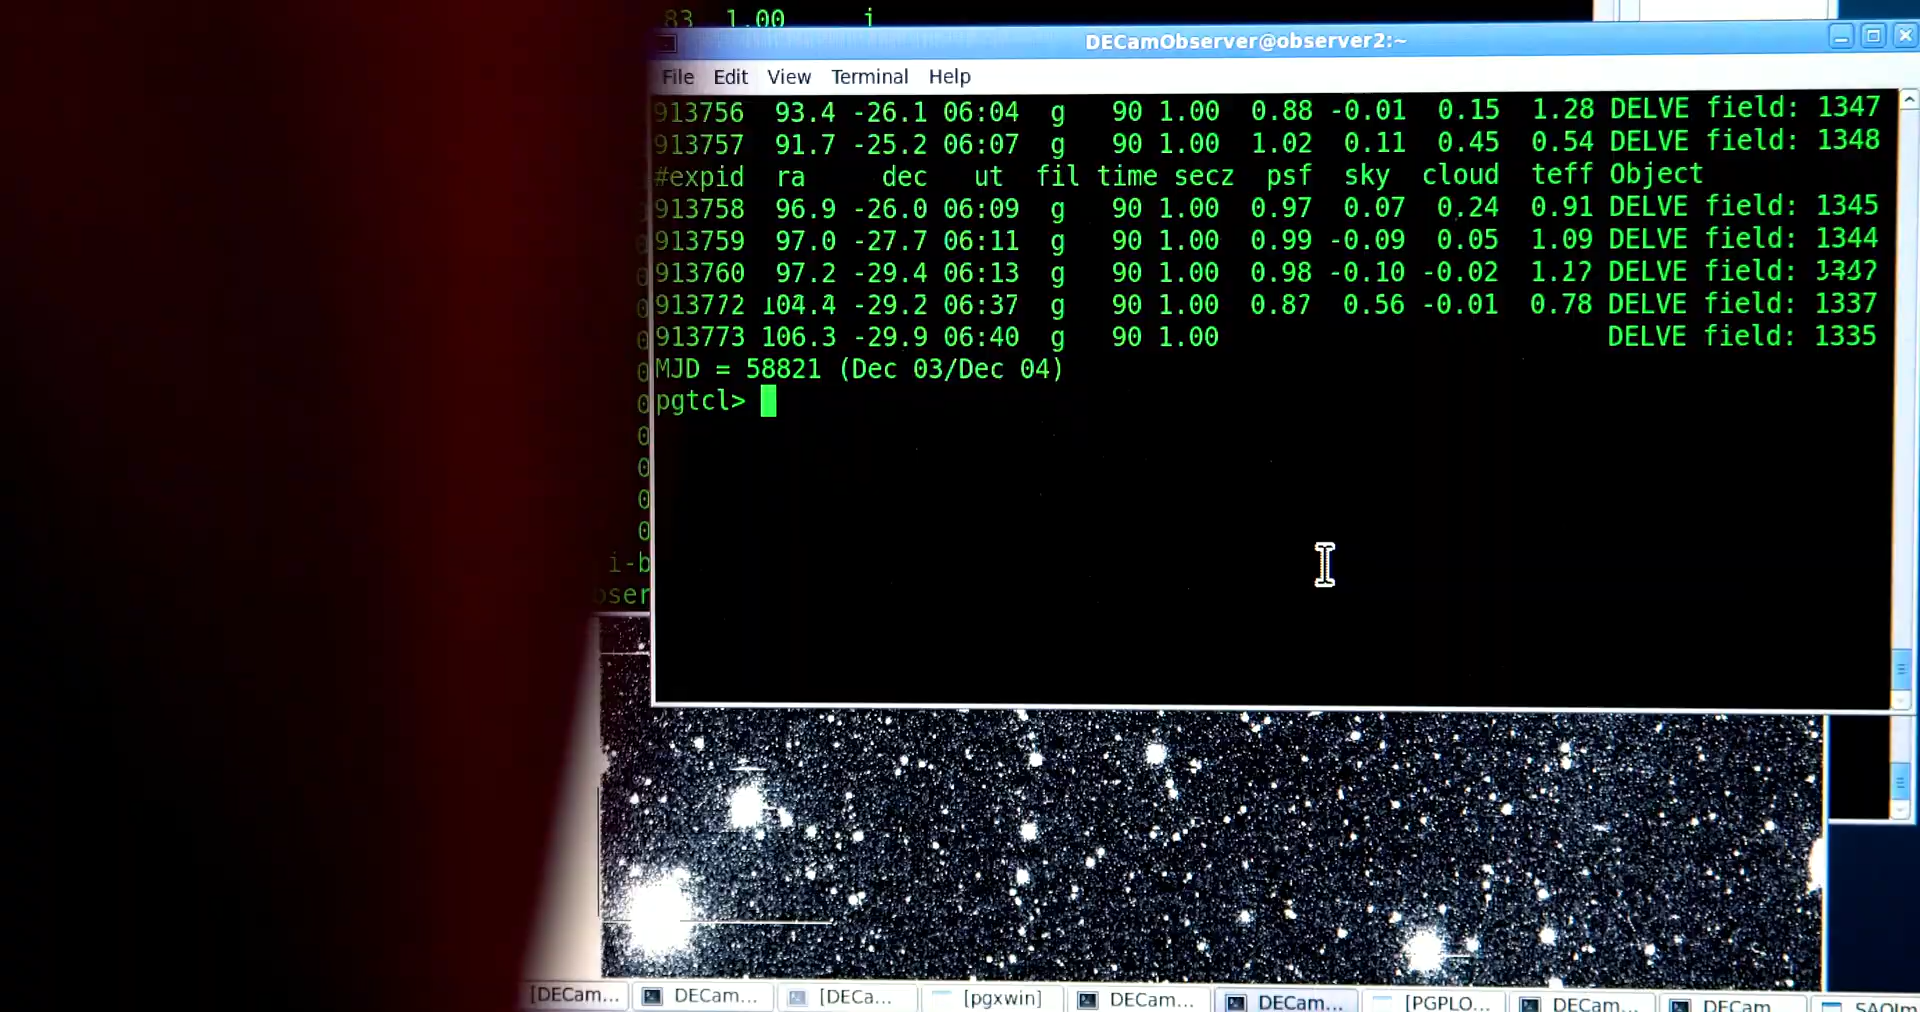 83 1.00 i
DECamObserver@observer2:~
File Edit View Terminal Help
913756 93.4 -26.1 06:04 g 90 1.00 0.88 -0.01 0.15 1.28 DELVE field: 1347
913757 91.7 -25.2 06:07 g 90 1.00 1.02 0.11 0.45 0.54 DELVE field: 1348
#expid ra dec ut fil time secz psf sky cloud teff Object
913758 96.9 -26.0 06:09 g 90 1.00 0.97 0.07 0.24 0.91 DELVE field: 1345
913759 97.0 -27.7 06:11 g 90 1.00 0.99 -0.09 0.05 1.09 DELVE field: 1344
913760 97.2 -29.4 06:13 g 90 1.00 0.98 -0.10 -0.02 1.27 DELVE field:
913772 104.4 -29.2 06:37 g 90 1.00 0.87 0.56 -0.01 0.78 DELVE field: 1337
913773 106.3 -29.9 06:40 g 90 1.00 DELVE field: 1335
MJD = 58821 (Dec 03/Dec 04)
pgtcl>
0
0
0
0
i-b
oser
[DECam... DECam... [DECa... [pgxwin] DECam... DECam... [PGPLO... DECam... DECam SAOIm